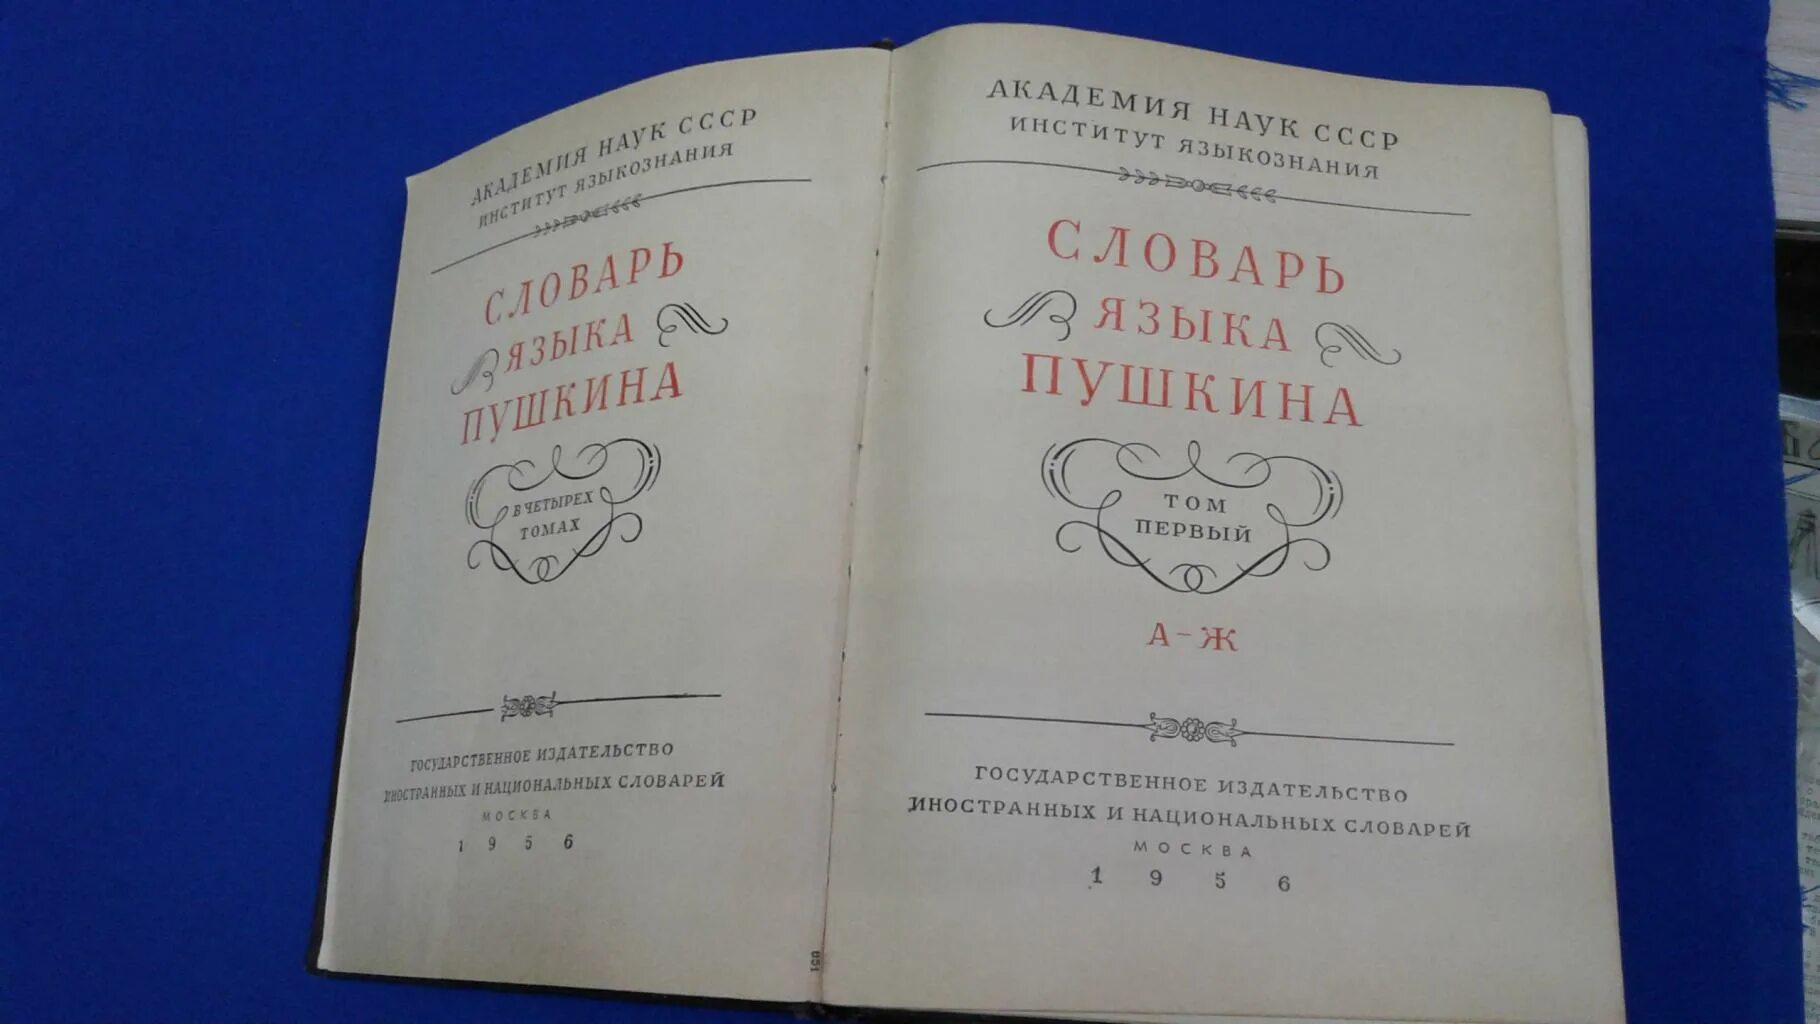 АКАДЕМИЯ НАУК СССР
ИНСТИТУТ ЯЗЫКОЗНАНИЯ
СЛОВАРЬ
ЯЗЫКА
ПУШКИНА
В ЧЕТЫРЕХ
ТОМАХ
ГОСУДАРСТВЕННОЕ ИЗДАТЕЛЬСТВО
ИНОСТРАННЫХ И НАЦИОНАЛЬНЫХ СЛОВАРЕЙ
МОСКВА
1956
051
АКАДЕМИЯ НАУК СССР
ИНСТИТУТ ЯЗЫКОЗНАНИЯ
СЛОВАРЬ
ЯЗЫКА
ПУШКИНА
ТОМ
ПЕРВЫЙ
А-Ж
ГОСУДАРСТВЕННОЕ ИЗДАТЕЛЬСТВО
ИНОСТРАННЫХ И НАЦИОНАЛЬНЫХ СЛОВАРЕЙ
МОСКВА
1956